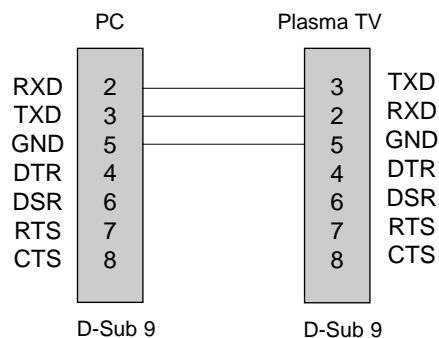 PC Plasma TV
RXD 2 3 TXD
TXD 3 2 RXD
GND 5 5 GND
DTR 4 4 DTR
DSR 6 6 DSR
RTS 7 7 RTS
CTS 8 8 CTS
D-Sub 9 D-Sub 9